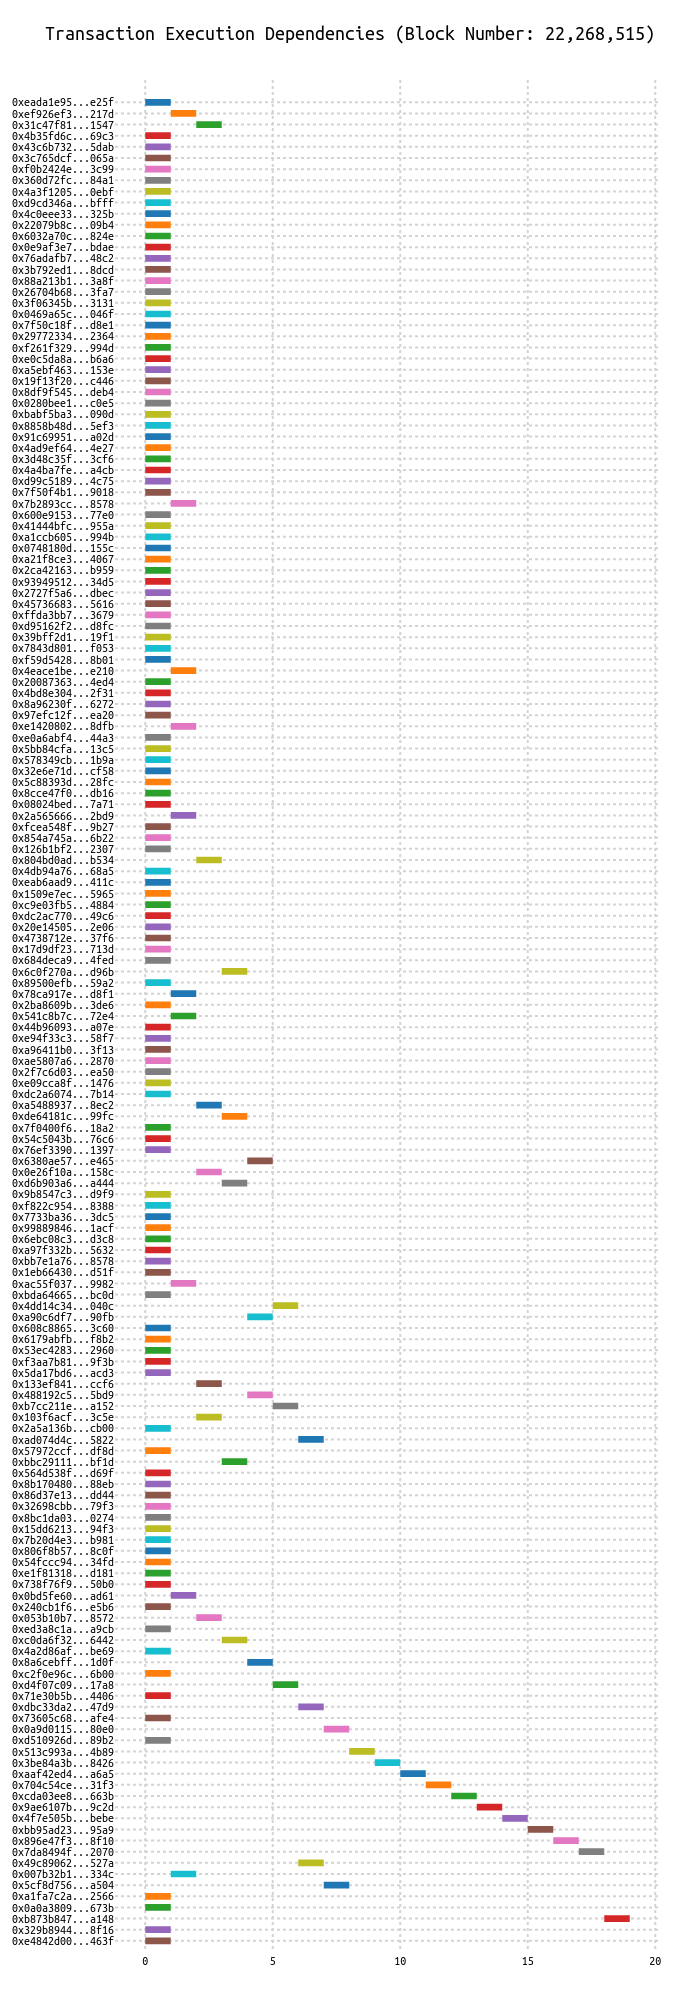 Transaction Execution Dependencies (Block Number: 22,268,515)
0xeada1e95...e25f
0xef926ef3...217d
0x31c47f81...1547
0x4b35fd6c...69c3
0x43c6b732...5dab
0x3c765dcf...065a
0xf0b2424e...3c99
0x360d72fc...84a1
0x4a3f1205...0ebf
0xd9cd346a...bfff
0x4c0eee33...325b
0x22079b8c...09b4
0x6032a70c...824e
0x0e9af3e7...bdae
0x76adafb7...48c2
0x3b792ed1...8dcd
0x88a213b1...3a8f
0x26704b68...3fa7
0x3f06345b...3131
0x0469a65c...046f
0x7f50c18f...d8e1
0x29772334...2364
0xf261f329...994d
0xe0c5da8a...b6a6
0xa5ebf463...153e
0x19f13f20...c446
0x8df9f545...deb4
0x0280bee1...c0e5
0xbabf5ba3...090d
0x8858b48d...5ef3
0x91c69951...a02d
0x4ad9ef64...4e27
0x3d48c35f...3cf6
0x4a4ba7fe...a4cb
0xd99c5189...4c75
0x7f50f4b1...9018
0x7b2893cc...8578
0x600e9153...77e0
0x41444bfc...955a
0xa1ccb605...994b
0x0748180d...155c
0xa21f8ce3...4067
0x2ca42163...b959
0x93949512...34d5
0x2727f5a6...dbec
0x45736683...5616
0xffda3bb7...3679
0xd95162f2...d8fc
0x39bff2d1...19f1
0x7843d801...f053
0xf59d5428...8b01
0x4eace1be...e210
0x20087363...4ed4
0x4bd8e304...2f31
0x8a96230f...6272
0x97efc12f...ea20
0xe1420802...8dfb
0xe0a6abf4...44a3
0x5bb84cfa...13c5
0x578349cb...1b9a
0x32e6e71d...cf58
0x5c88393d...28fc
0x8cce47f0...db16
0x08024bed...7a71
0x2a565666...2bd9
0xfcea548f...9b27
0x854a745a...6b22
0x126b1bf2...2307
0x804bd0ad...b534
0x4db94a76...68a5
0xeab6aad9...411c
0x1509e7ec...5965
0xc9e03fb5...4884
0xdc2ac770...49c6
0x20e14505...2e06
0x4738712e...37f6
0x17d9df23...713d
0x684deca9...4fed
0x6c0f270a...d96b
0x89500efb...59a2
0x78ca917e...d8f1
0x2ba8609b...3de6
0x541c8b7c...72e4
0x44b96093...a07e
0xe94f33c3...58f7
0xa96411b0...3f13
0xae5807a6...2870
0x2f7c6d03...ea50
0xe09cca8f...1476
0xdc2a6074...7b14
0xa5488937...8ec2
0xde64181c...99fc
0x7f0400f6...18a2
0x54c5043b...76c6
0x76ef3390...1397
0x6380ae57...e465
0x0e26f10a...158c
0xd6b903a6...a444
0x9b8547c3...d9f9
0xf822c954...8388
0x7733ba36...3dc5
0x99889846...1acf
0x6ebc08c3...d3c8
0xa97f332b...5632
0xbb7e1a76...8578
0x1eb66430...d51f
0xac55f037...9982
0xbda64665...bc0d
0x4dd14c34...040c
0xa90c6df7...90fb
0x608c8865...3c60
0x6179abfb...f8b2
0x53ec4283...2960
0xf3aa7b81...9f3b
0x5da17bd6...acd3
0x133ef841...ccf6
0x488192c5...5bd9
0xb7cc211e...a152
0x103f6acf...3c5e
0x2a5a136b...cb00
0xad074d4c...5822
0x57972ccf...df8d
0xbbc29111...bf1d
0x564d538f...d69f
0x8b170480...88eb
0x86d37e13...dd44
0x32698cbb...79f3
0x8bc1da03...0274
0x15dd6213...94f3
0x7b20d4e3...b981
0x806f8b57...8c0f
0x54fccc94...34fd
0xe1f81318...d181
0x738f76f9...50b0
0x0bd5fe60...ad61
0x240cb1f6...e5b6
0x053b10b7...8572
0xed3a8c1a...a9cb
0xc0da6f32...6442
0x4a2d86af...be69
0x8a6cebff...1d0f
0xc2f0e96c...6b00
0xd4f07c09...17a8
0x71e30b5b...4406
0xdbc33da2...47d9
0x73605c68...afe4
0x0a9d0115...80e0
0xd510926d...89b2
0x513c993a...4b89
0x3be84a3b...8426
0xaaf42ed4...a6a5
0x704c54ce...31f3
0xcda03ee8...663b
0x9ae6107b...9c2d
0x4f7e505b...bebe
0xbb95ad23...95a9
0x896e47f3...8f10
0x7da8494f...2070
0x49c89062...527a
0x007b32b1...334c
0x5cf8d756...a504
0xa1fa7c2a...2566
0x0a0a3809...673b
0xb873b847...a148
0x329b8944...8f16
0xe4842d00...463f
0 5 10 15 20